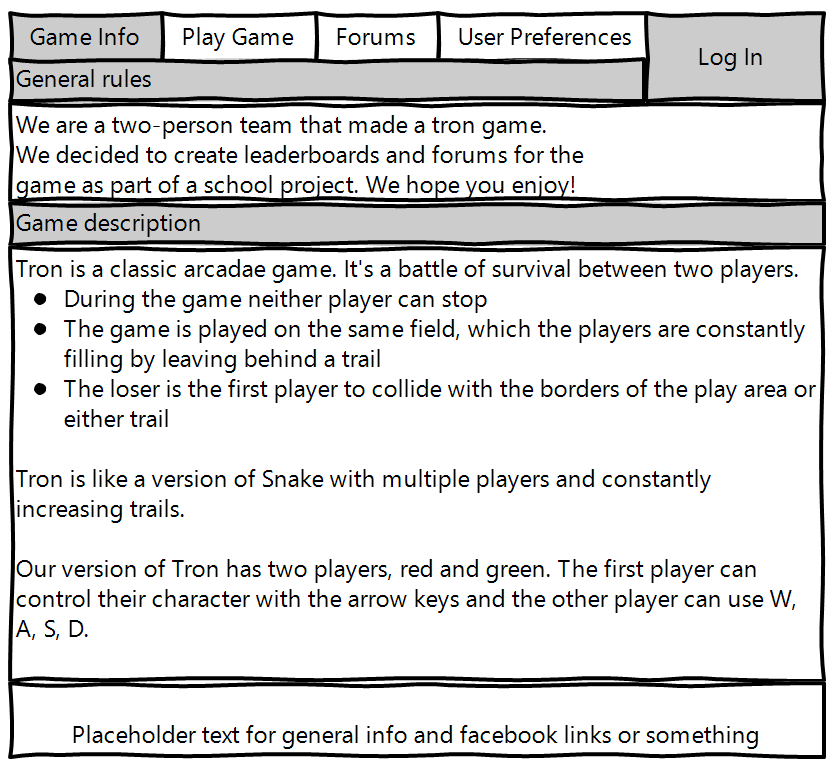 Game Info Play Game Forums User Preferences Log In
General rules
We are a two-person team that made a tron game.
We decided to create leaderboards and forums for the
game as part of a school project. We hope you enjoy!
Game description
Tron is a classic arcadae game. It's a battle of survival between two players.
● During the game neither player can stop
● The game is played on the same field, which the players are constantly
filling by leaving behind a trail
● The loser is the first player to collide with the borders of the play area or
either trail
Tron is like a version of Snake with multiple players and constantly
increasing trails.
Our version of Tron has two players, red and green. The first player can
control their character with the arrow keys and the other player can use W,
A, S, D.
Placeholder text for general info and facebook links or something